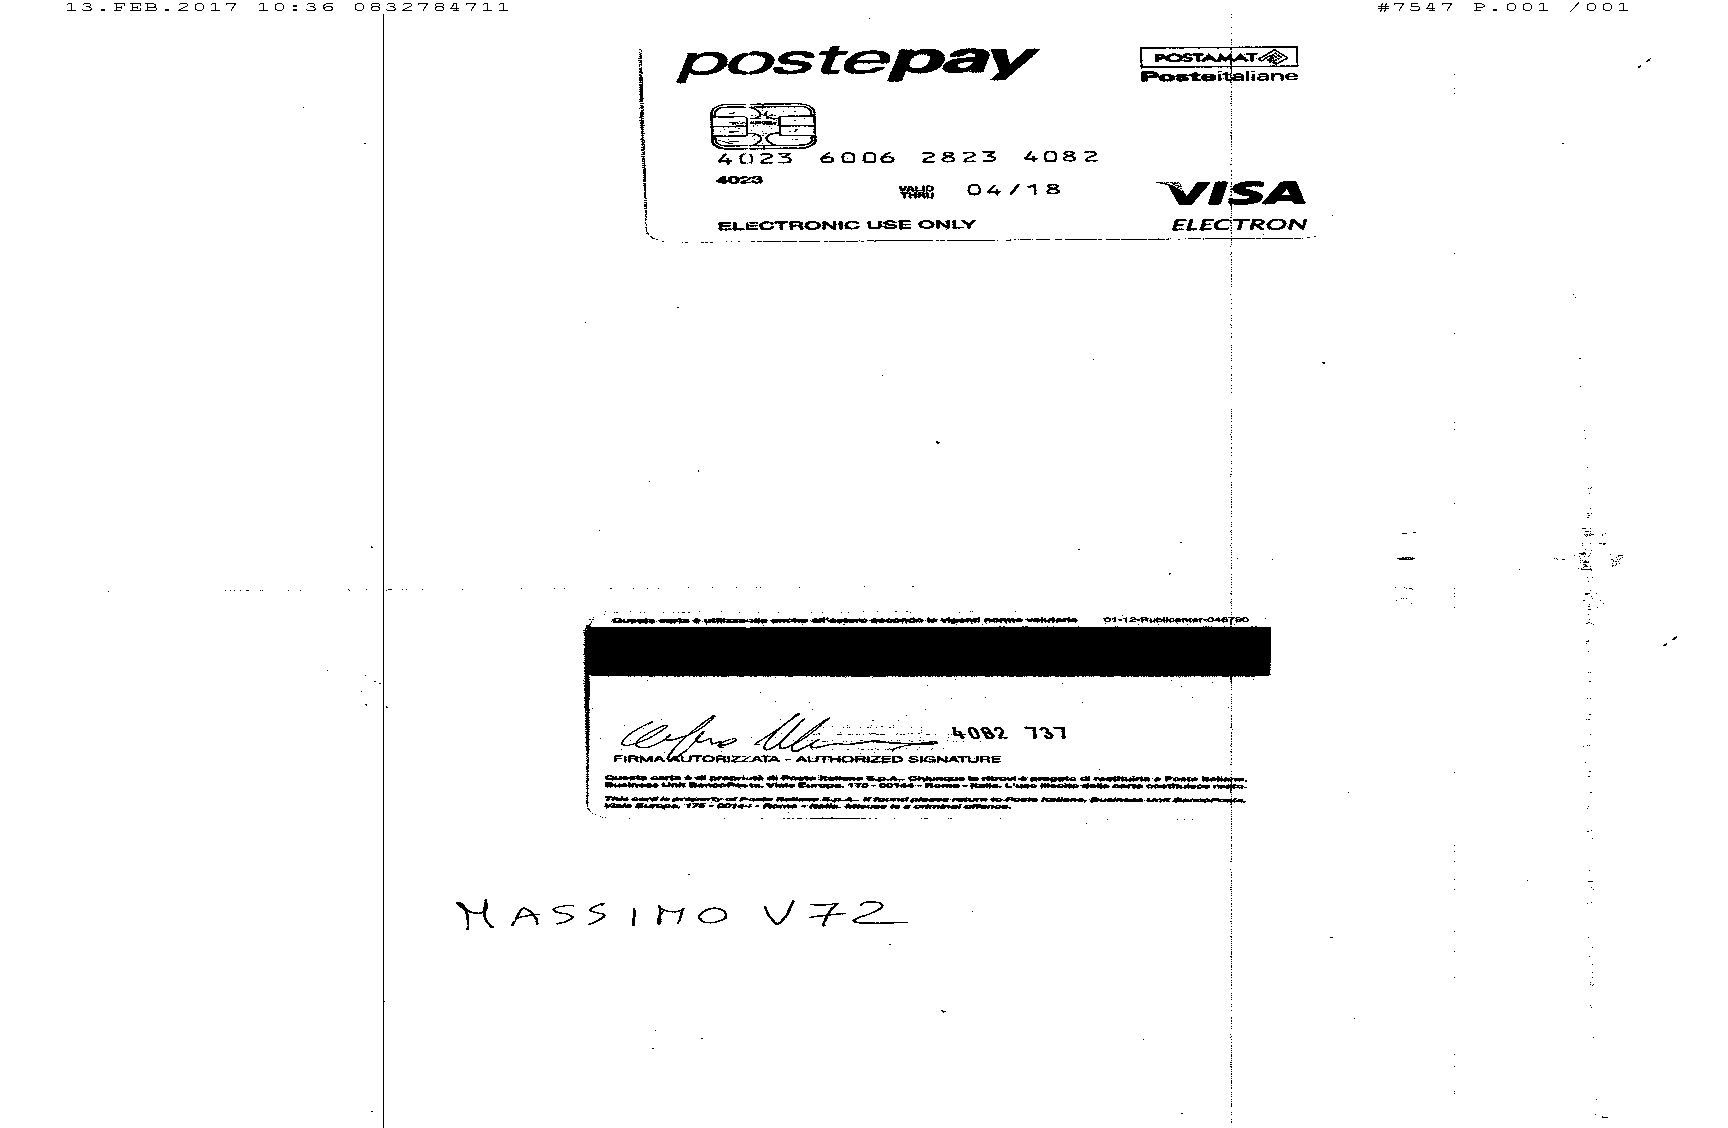 13.FEB.2017 10:36 0832784711 #7547 P.001 /001
postepay
POSTAMAT
Posteitaliane
4023 6006 2823 4082
4023
VALID THRU 04/18
VISA
ELECTRONIC USE ONLY
ELECTRON
Questa carta è utilizzabile anche all'estero secondo le vigenti norme valutarie 01-12-Publicenter-046790
4082 737
FIRMA AUTORIZZATA - AUTHORIZED SIGNATURE
Questa carta è di proprietà di Poste Italiane S.p.A.. Chiunque la ritrovi è pregato di restituirla a Poste Italiane,
Business Unit BancoPosta, Viale Europa, 175 - 00144 - Roma - Italia. L'uso illecito della carta costituisce reato.
This card is property of Poste Italiane S.p.A.. If found please return to Poste Italiane, Business Unit BancoPosta,
Viale Europa, 175 - 00144 - Roma - Italia. Misuse is a criminal offence.
MASSIMO V72